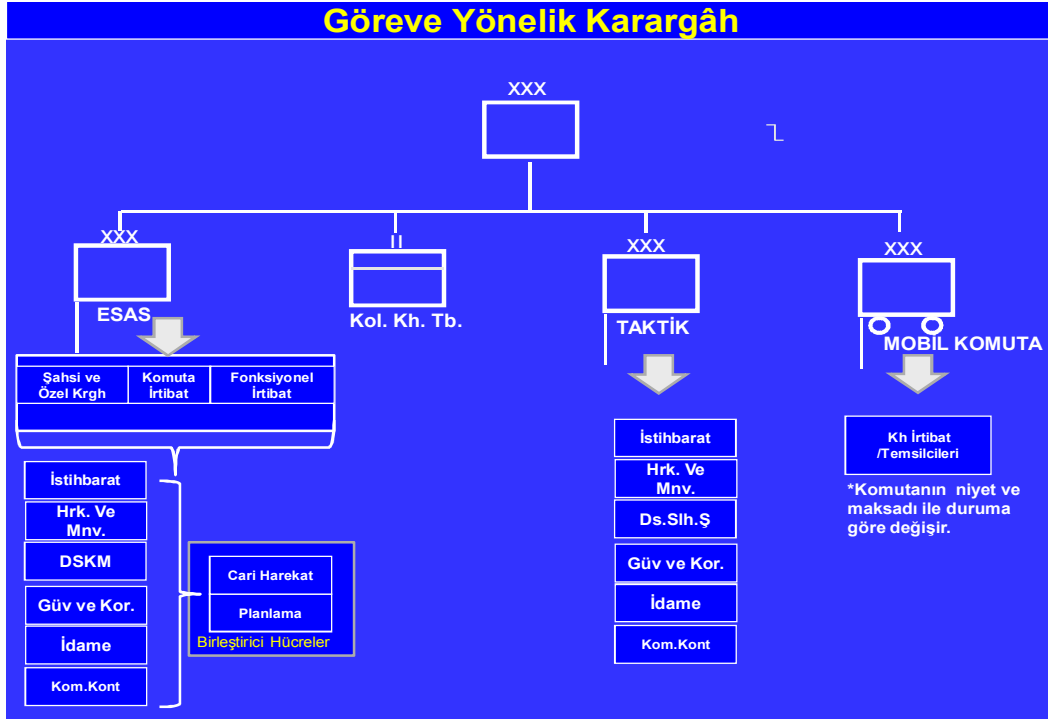 Göreve Yönelik Karargâh
XXX
XXX
ESAS
II
Kol. Kh. Tb.
XXX
TAKTİK
XXX
MOBİL KOMUTA
Şahsi ve
Özel Krgh
Komuta
İrtibat
Fonksiyonel
İrtibat
İstihbarat
Hrk. Ve
Mnv.
DSKM
Güv ve Kor.
İdame
Kom.Kont
Cari Harekat
Planlama
Birleştirici Hücreler
İstihbarat
Hrk. Ve
Mnv.
Ds.Slh.Ş
Güv ve Kor.
İdame
Kom.Kont
Kh İrtibat
/Temsilcileri
*Komutanın niyet ve
maksadı ile duruma
göre değişir.